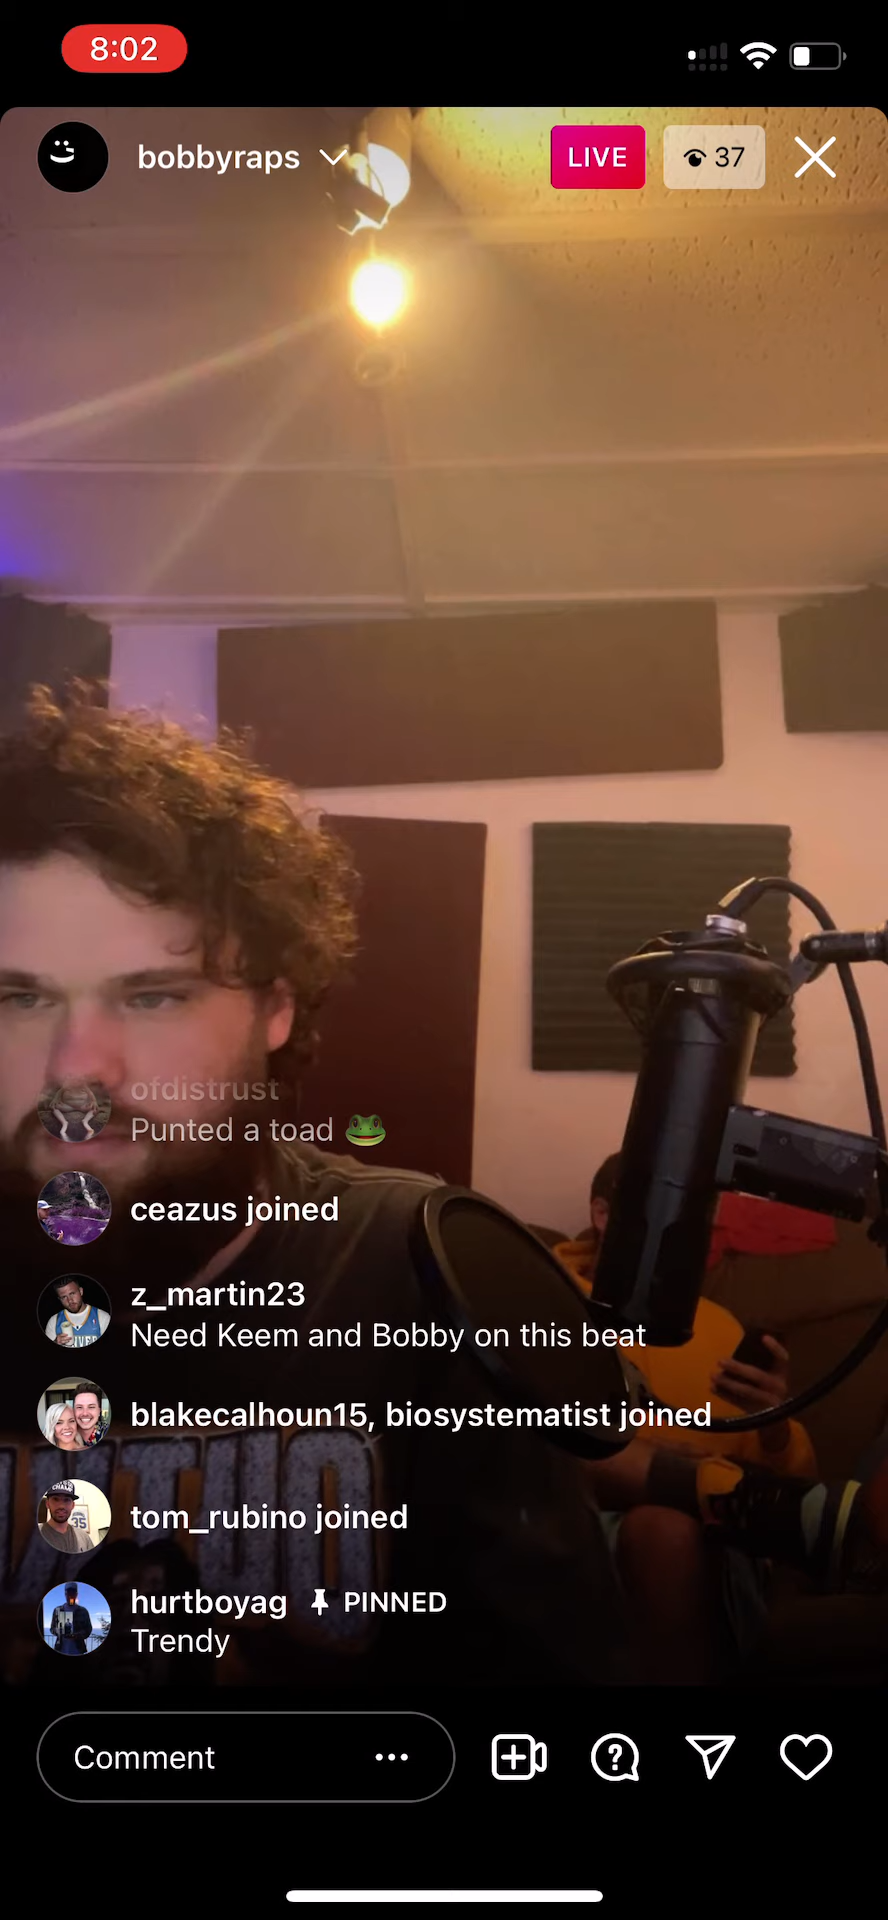 8:02
bobbyraps
LIVE
37
ofdistrust
Punted a toad 🐸
ceazus joined
z_martin23
Need Keem and Bobby on this beat
blakecalhoun15, biosystematist joined
tom_rubino joined
hurtboyag PINNED
Trendy
Comment